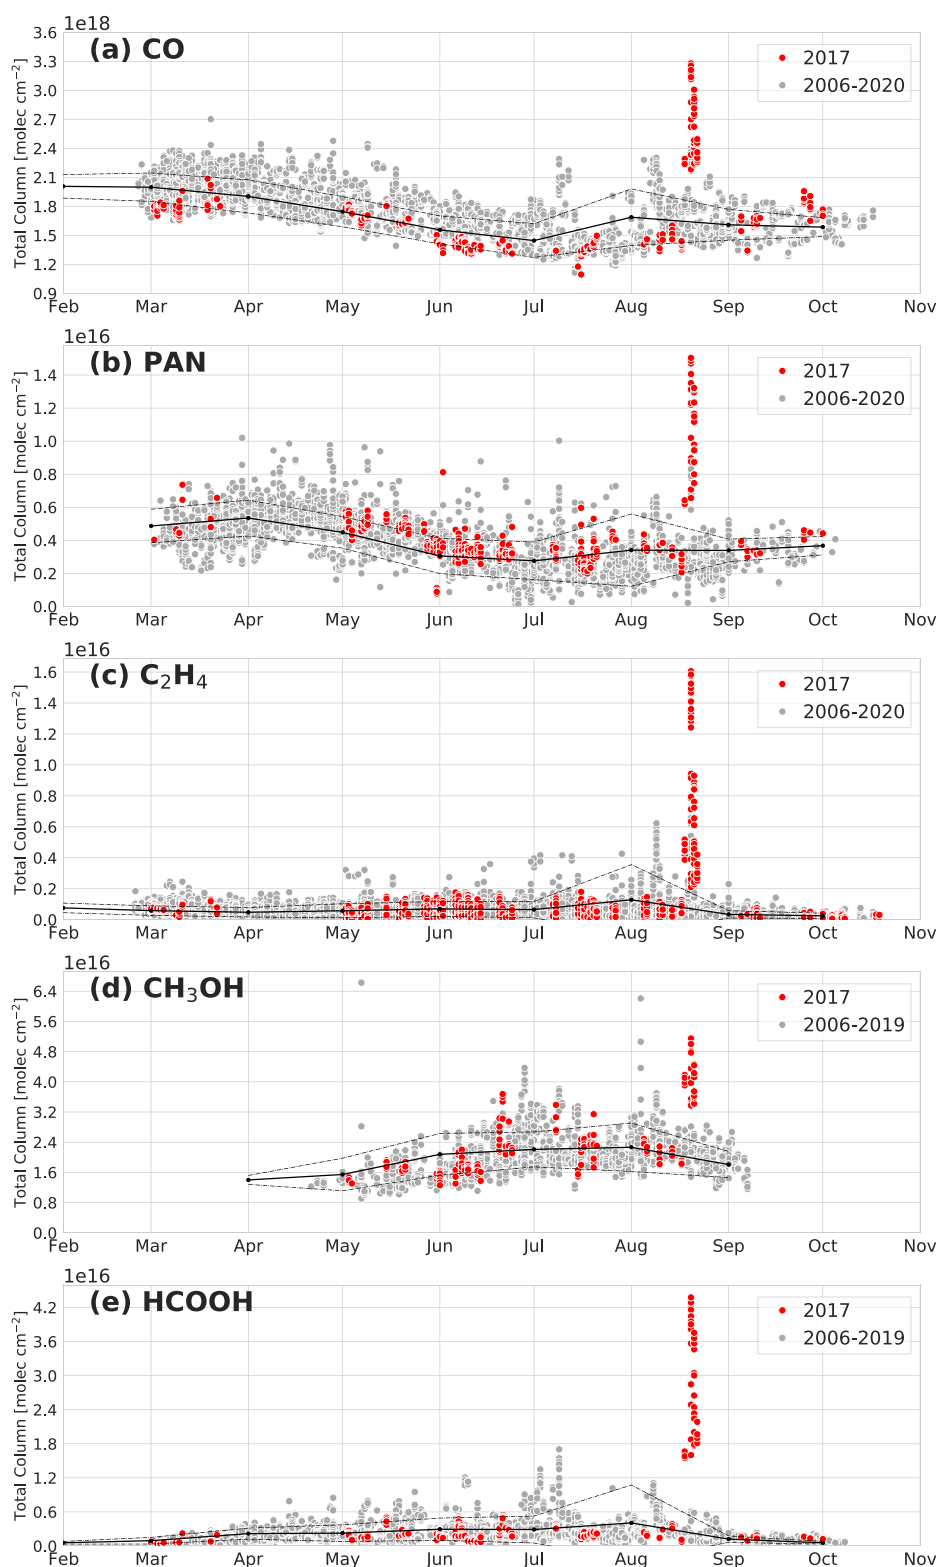 1e18
(a) CO
2017
2006-2020
Total Column [molec cm⁻²]
3.6
3.3
3.0
2.7
2.4
2.1
1.8
1.5
1.2
0.9
Feb Mar Apr May Jun Jul Aug Sep Oct Nov
1e16
(b) PAN
2017
2006-2020
Total Column [molec cm⁻²]
1.4
1.2
1.0
0.8
0.6
0.4
0.2
0.0
Feb Mar Apr May Jun Jul Aug Sep Oct Nov
1e16
(c) C₂H₄
2017
2006-2020
Total Column [molec cm⁻²]
1.6
1.4
1.2
1.0
0.8
0.6
0.4
0.2
0.0
Feb Mar Apr May Jun Jul Aug Sep Oct Nov
1e16
(d) CH₃OH
2017
2006-2019
Total Column [molec cm⁻²]
6.4
5.6
4.8
4.0
3.2
2.4
1.6
0.8
0.0
Feb Mar Apr May Jun Jul Aug Sep Oct Nov
1e16
(e) HCOOH
2017
2006-2019
Total Column [molec cm⁻²]
4.2
3.6
3.0
2.4
1.8
1.2
0.6
0.0
Feb Mar Apr May Jun Jul Aug Sep Oct Nov